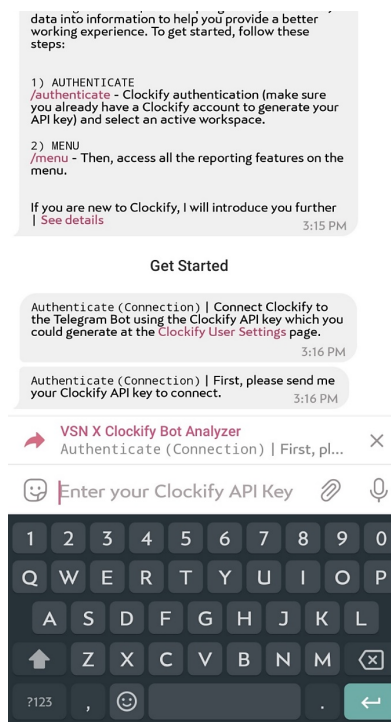 data into information to help you provide a better
working experience. To get started, follow these
steps:
1) AUTHENTICATE
/authenticate - Clockify authentication (make sure
you already have a Clockify account to generate your
API key) and select an active workspace.
2) MENU
/menu - Then, access all the reporting features on the
menu.
If you are new to Clockify, I will introduce you further
| See details
3:15 PM
Get Started
Authenticate (Connection) | Connect Clockify to
the Telegram Bot using the Clockify API key which you
could generate at the Clockify User Settings page.
3:16 PM
Authenticate (Connection) | First, please send me
your Clockify API key to connect.
3:16 PM
VSN X Clockify Bot Analyzer
Authenticate (Connection) | First, pl...
Enter your Clockify API Key
1 2 3 4 5 6 7 8 9 0
Q W E R T Y U I O P
A S D F G H J K L
Z X C V B N M
?123 , .